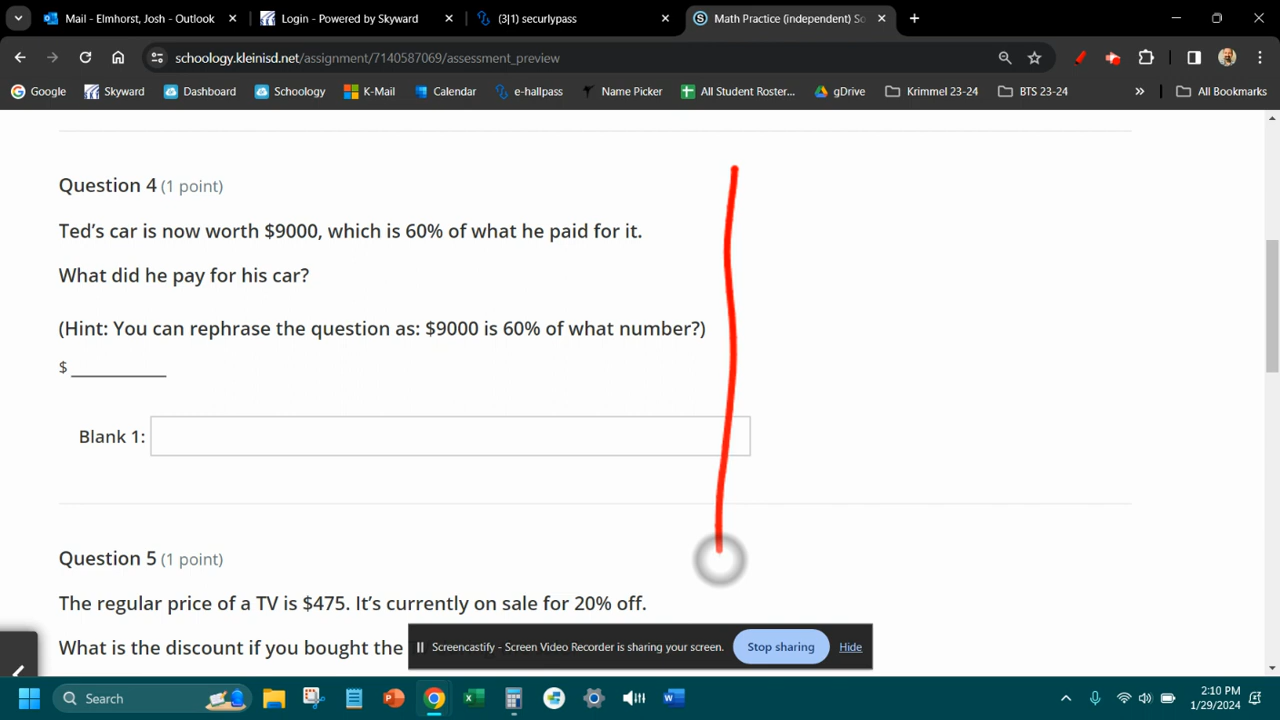 Mail - Elmhorst, Josh - Outlook
Login - Powered by Skyward
(3|1) securlypass
Math Practice (independent) So
schoology.kleinisd.net/assignment/7140587069/assessment_preview
Google
Skyward
Dashboard
Schoology
K-Mail
Calendar
e-hallpass
Name Picker
All Student Roster...
gDrive
Krimmel 23-24
BTS 23-24
»
All Bookmarks
Question 4 (1 point)
Ted's car is now worth $9000, which is 60% of what he paid for it.
What did he pay for his car?
(Hint: You can rephrase the question as: $9000 is 60% of what number?)
$ __________
Blank 1:
Question 5 (1 point)
The regular price of a TV is $475. It's currently on sale for 20% off.
What is the discount if you bought the
Screencastify - Screen Video Recorder is sharing your screen.
Stop sharing
Hide
Search
2:10 PM
1/29/2024